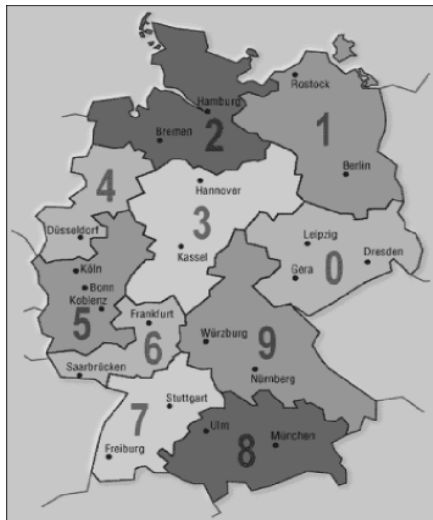 Rostock
Hamburg
1
Bremen
2
Berlin
4
Hannover
Düsseldorf
3
Leipzig
Kassel
Dresden
Köln
Gera
0
Bonn
Koblenz
5
Frankfurt
6
Würzburg
9
Saarbrücken
Nürnberg
7
Stuttgart
Ulm
München
8
Freiburg